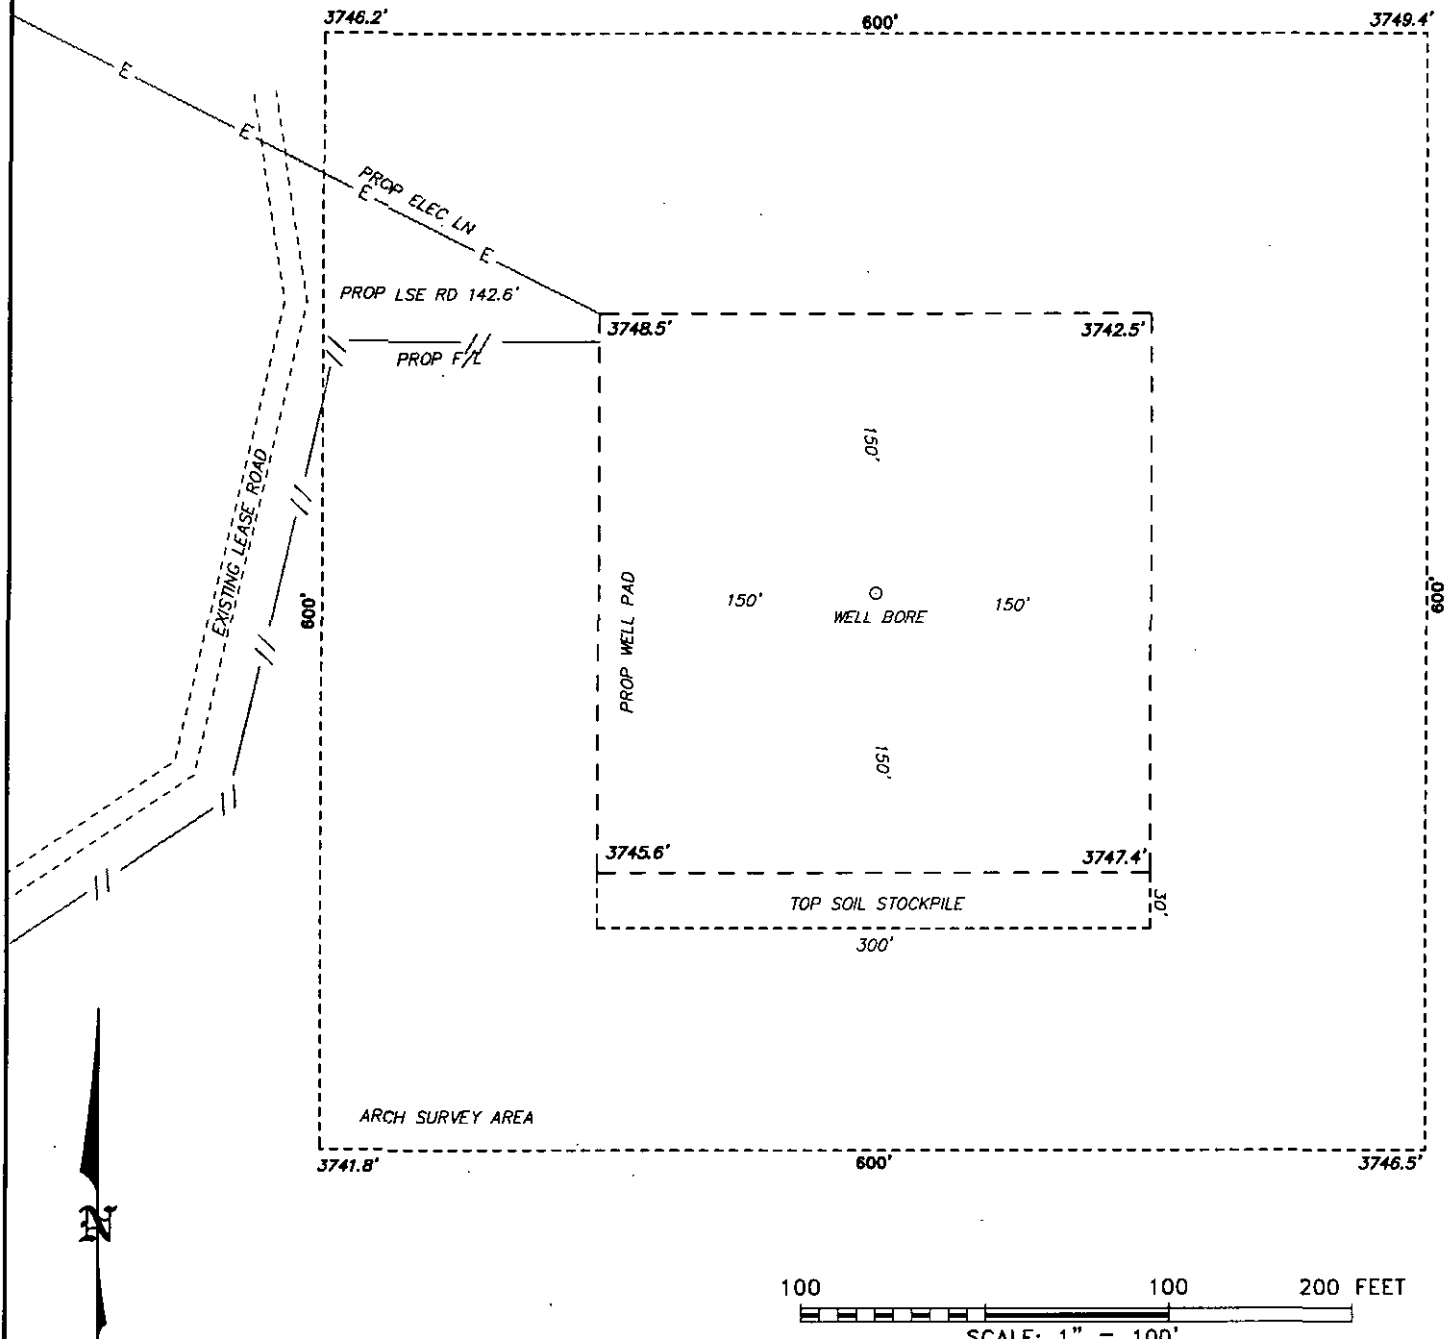 3746.2'
600'
3749.4'
E
E
PROP ELEC LN
E
E
PROP LSE RD 142.6'
3748.5'
3742.5'
PROP F/L
150'
EXISTING LEASE ROAD
600'
PROP WELL PAD
150'
WELL BORE
150'
600'
150'
3745.6'
3747.4'
TOP SOIL STOCKPILE
30'
300'
ARCH SURVEY AREA
3741.8'
600'
3746.5'
N
100
100
200 FEET
SCALE: 1" = 100'